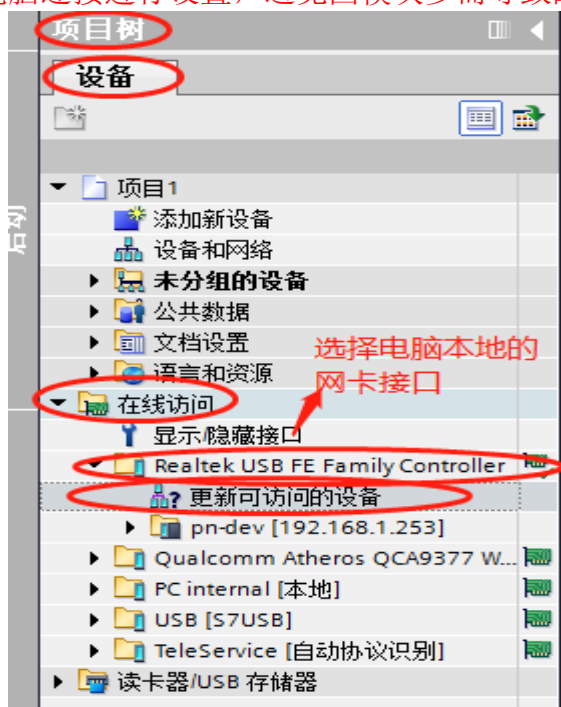 项目树
设备
项目1
添加新设备
设备和网络
未分组的设备
公共数据
文档设置
选择电脑本地的
语言和资源
网卡接口
在线访问
显示/隐藏接口
Realtek USB FE Family Controller
更新可访问的设备
pn-dev [192.168.1.253]
Qualcomm Atheros QCA9377 W...
PC internal [本地]
USB [S7USB]
TeleService [自动协议识别]
读卡器/USB 存储器
启动